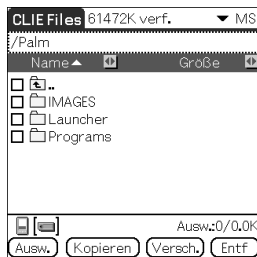 CLIE Files 61472K verf. MS
/Palm
Name Größe
..
IMAGES
Launcher
Programs
Ausw.:0/0.0K
Ausw. Kopieren Versch. Entf